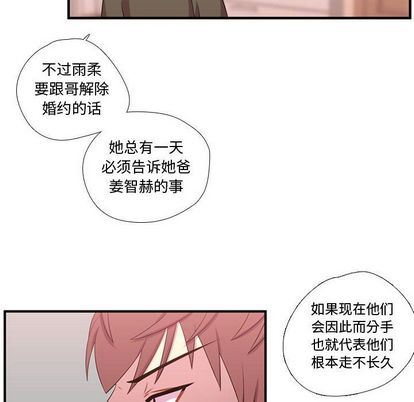 不过雨柔
要跟哥解除
婚约的话
她总有一天
必须告诉她爸
姜智赫的事
如果现在他们
会因此而分手
也就代表他们
根本走不长久